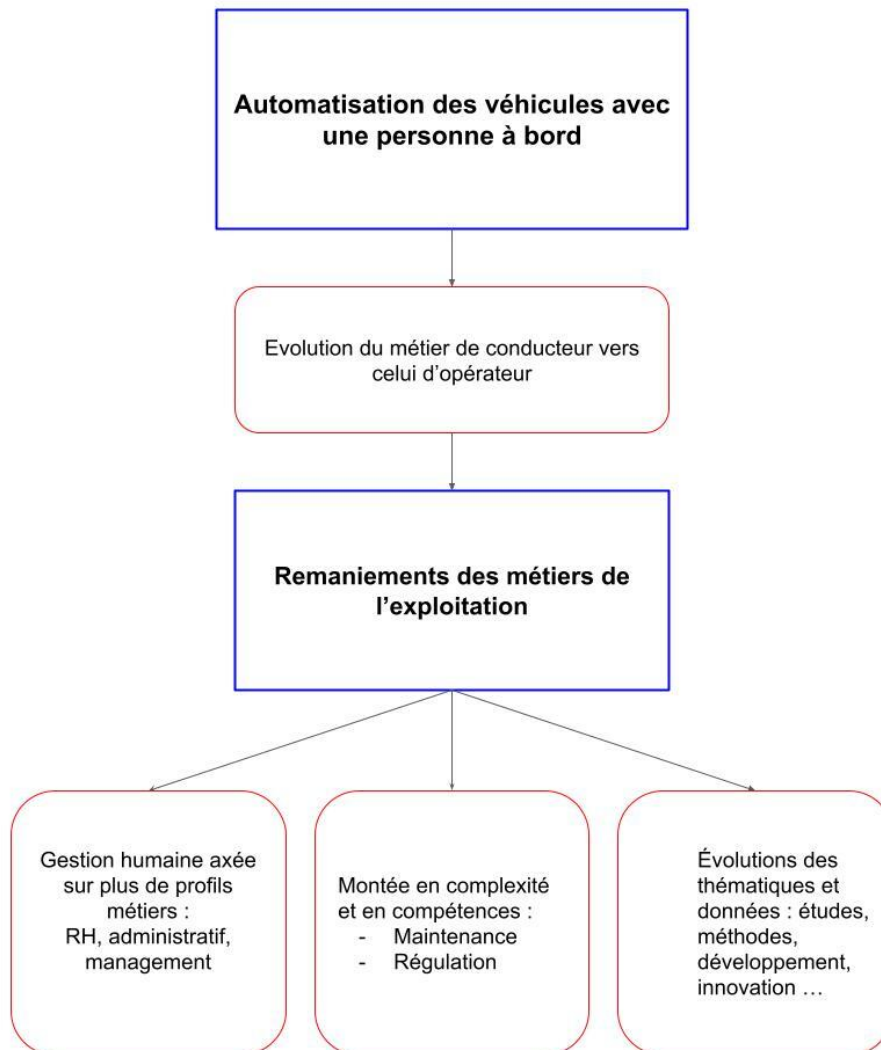 Automatisation des véhicules avec
une personne à bord
Evolution du métier de conducteur vers
celui d’opérateur
Remaniements des métiers de
l’exploitation
Gestion humaine axée
sur plus de profils
métiers :
RH, administratif,
management
Montée en complexité
et en compétences :
- Maintenance
- Régulation
Évolutions des
thématiques et
données : études,
méthodes,
développement,
innovation …